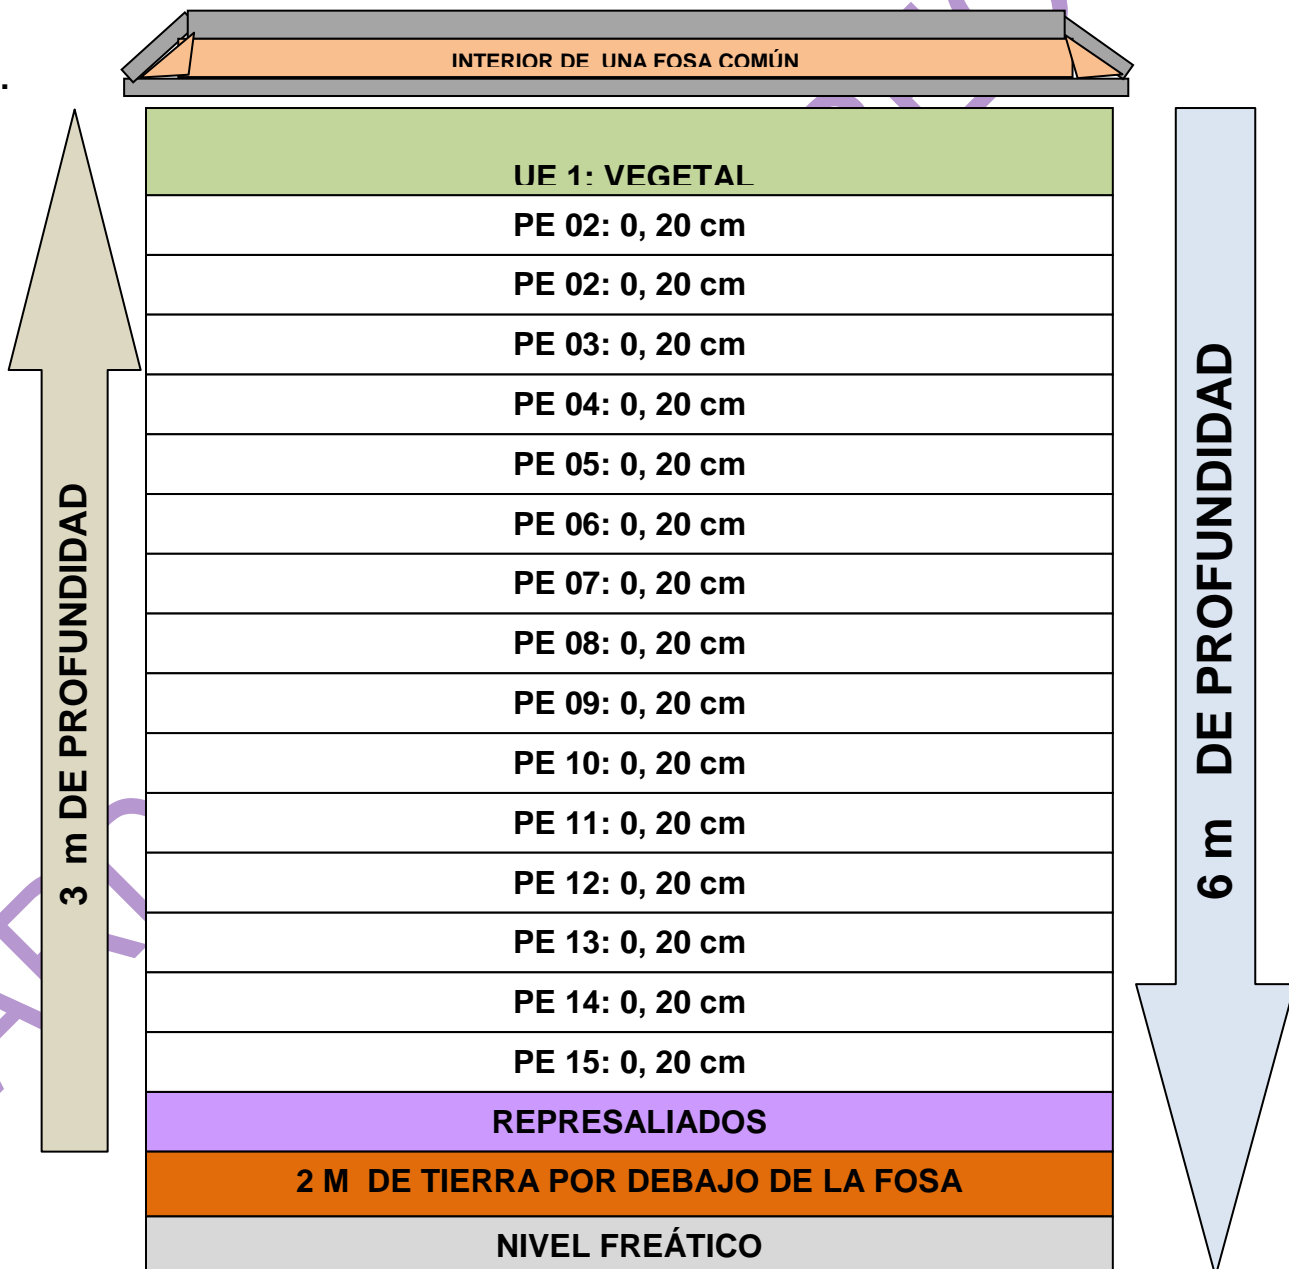 .
INTERIOR DE UNA FOSA COMÚN
UE 1: VEGETAL
PE 02: 0, 20 cm
PE 02: 0, 20 cm
PE 03: 0, 20 cm
PE 04: 0, 20 cm
PE 05: 0, 20 cm
PE 06: 0, 20 cm
PE 07: 0, 20 cm
PE 08: 0, 20 cm
PE 09: 0, 20 cm
PE 10: 0, 20 cm
PE 11: 0, 20 cm
PE 12: 0, 20 cm
PE 13: 0, 20 cm
PE 14: 0, 20 cm
PE 15: 0, 20 cm
REPRESALIADOS
2 M DE TIERRA POR DEBAJO DE LA FOSA
NIVEL FREÁTICO
3 m DE PROFUNDIDAD
6 m DE PROFUNDIDAD